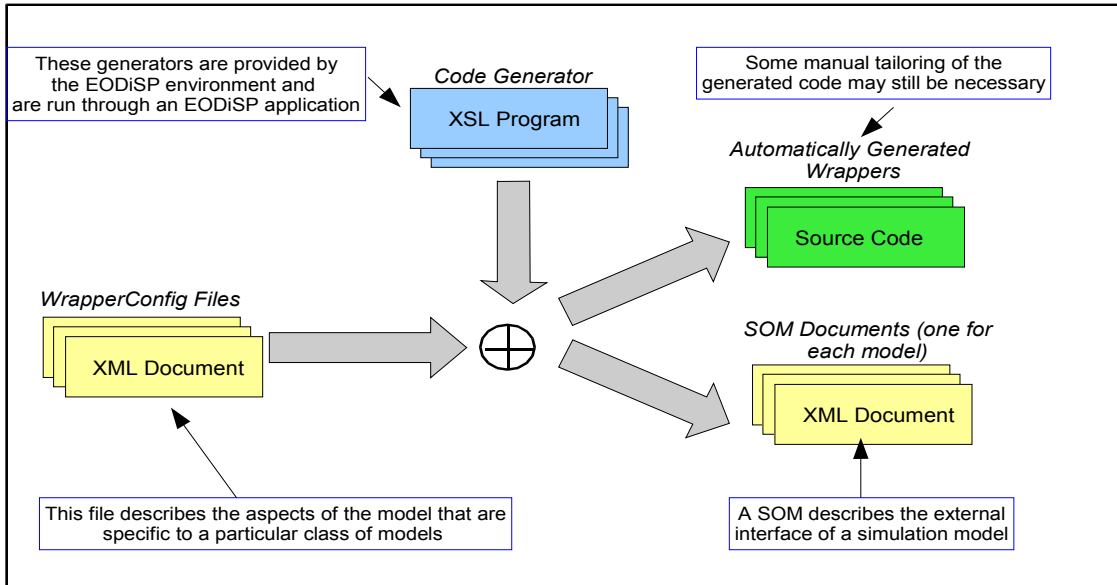 These generators are provided by
the EODiSP environment and
are run through an EODiSP application
Code Generator
XSL Program
Some manual tailoring of the
generated code may still be necessary
Automatically Generated
Wrappers
Source Code
WrapperConfig Files
XML Document
SOM Documents (one for
each model)
XML Document
This file describes the aspects of the model that are
specific to a particular class of models
A SOM describes the external
interface of a simulation model